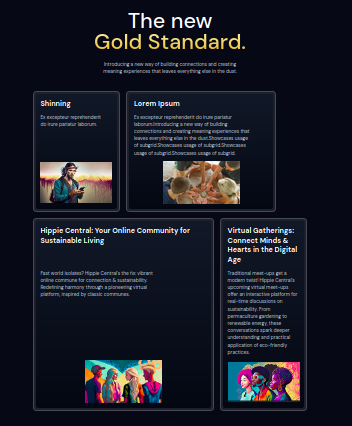 The new
Gold Standard.
Introducing a new way of building connections and creating
meaning experiences that leaves everything else in the dust.
Shinning
Ex excepteur reprehenderit
do irure pariatur laborum.
Lorem Ipsum
Ex excepteur reprehenderit do irure pariatur
laborum.Introducing a new way of building
connections and creating meaning experiences that
leaves everything else in the dust.Showcases usage
of subgrid.Showcases usage of subgrid.Showcases
usage of subgrid.Showcases usage of subgrid.
Hippie Central: Your Online Community for
Sustainable Living
Fast world isolates? Hippie Central's the fix vibrant
online commune for connection & sustainability.
Redefining harmony through a pioneering virtual
platform, inspired by classic communes.
Virtual Gatherings:
Connect Minds &
Hearts in the Digital
Age
Traditional meet-ups get a
modern twist! Hippie Central's
upcoming virtual meet-ups
offer an interactive platform for
real-time discussions on
sustainability. From
permaculture gardening to
renewable energy, these
conversations spark deeper
understanding and practical
application of eco-friendly
practices.